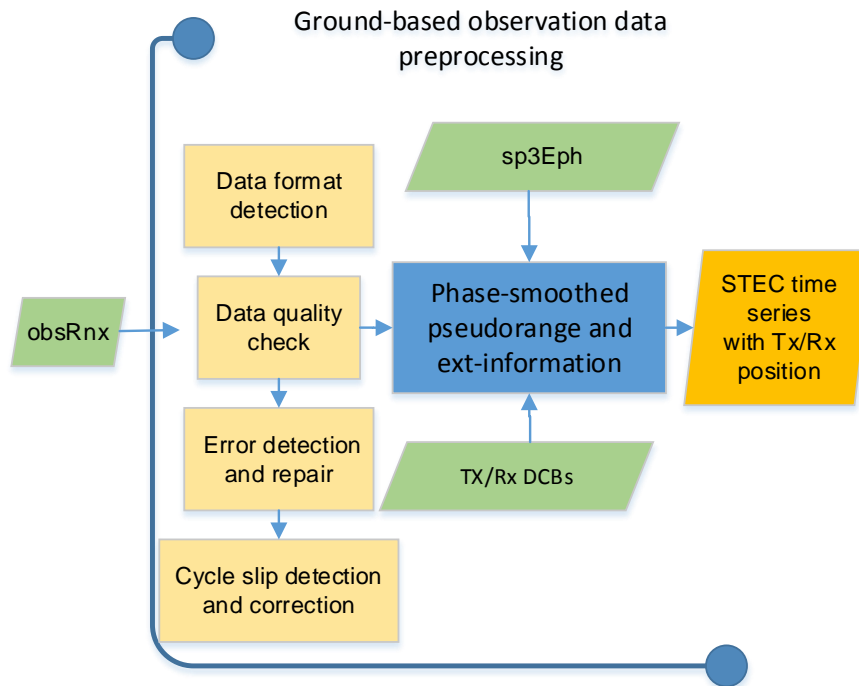 Ground-based observation data
preprocessing
sp3Eph
Data format
detection
obsRnx
Data quality
check
Phase-smoothed
pseudorange and
ext-information
STEC time
series
with Tx/Rx
position
Error detection
and repair
TX/Rx DCBs
Cycle slip detection
and correction